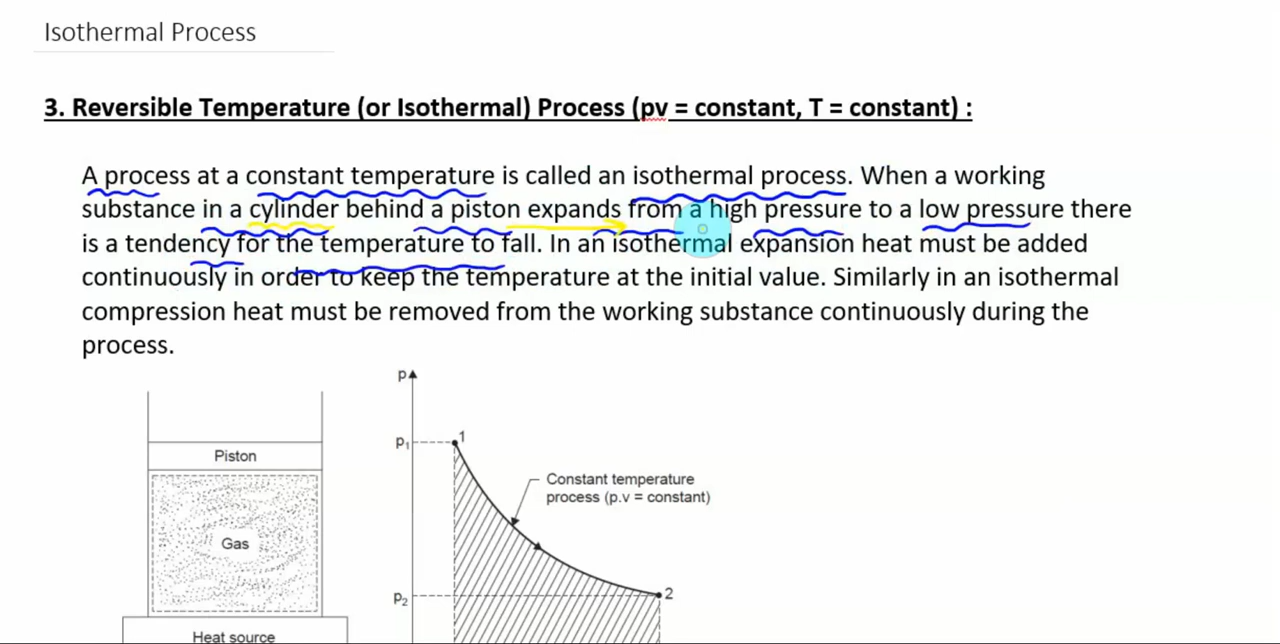 Isothermal Process
3. Reversible Temperature (or Isothermal) Process (pv = constant, T = constant) :
A process at a constant temperature is called an isothermal process. When a working
substance in a cylinder behind a piston expands from a high pressure to a low pressure there
is a tendency for the temperature to fall. In an isothermal expansion heat must be added
continuously in order to keep the temperature at the initial value. Similarly in an isothermal
compression heat must be removed from the working substance continuously during the
process.
p
p₁
1
Piston
Constant temperature
process (p.v = constant)
Gas
p₂
2
Heat source